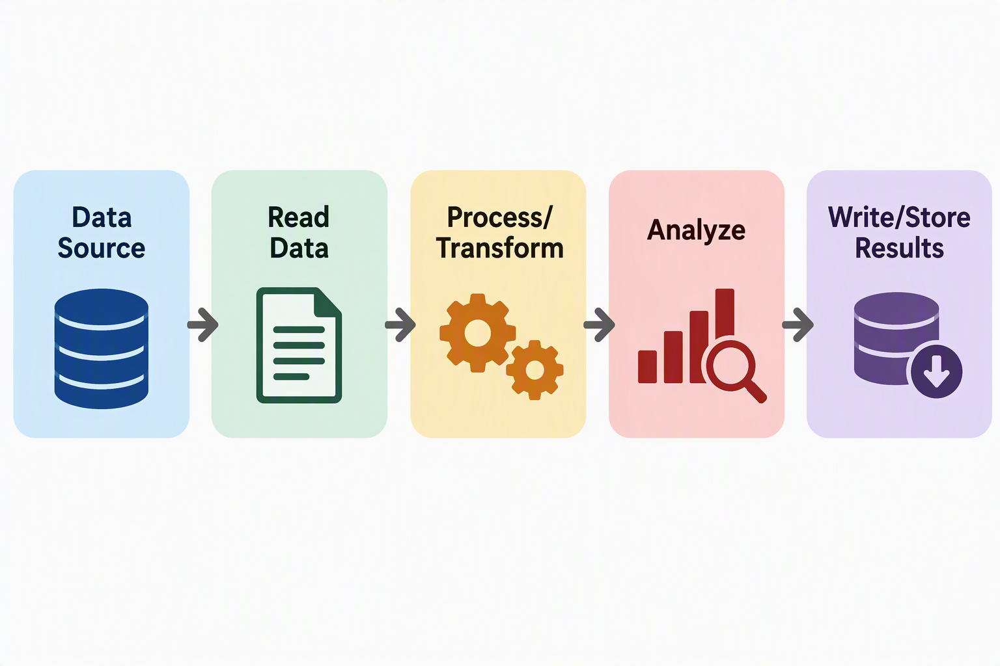 Data
Source
Read
Data
Process/
Transform
Analyze
Write/Store
Results